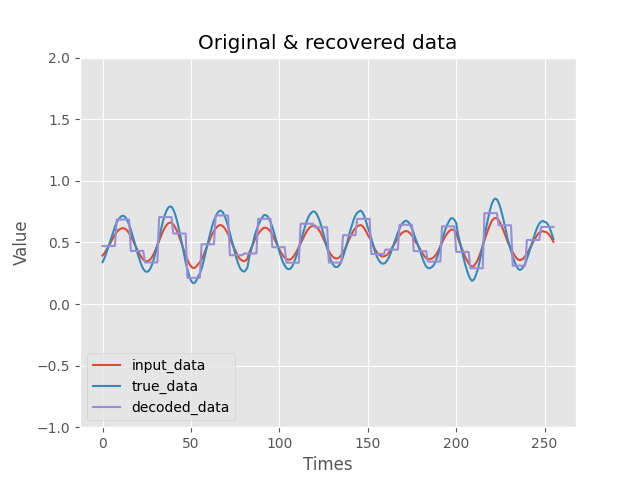 Original & recovered data
2.0
1.5
1.0
0.5
0.0
−0.5
−1.0
Value
input_data
true_data
decoded_data
0 50 100 150 200 250
Times